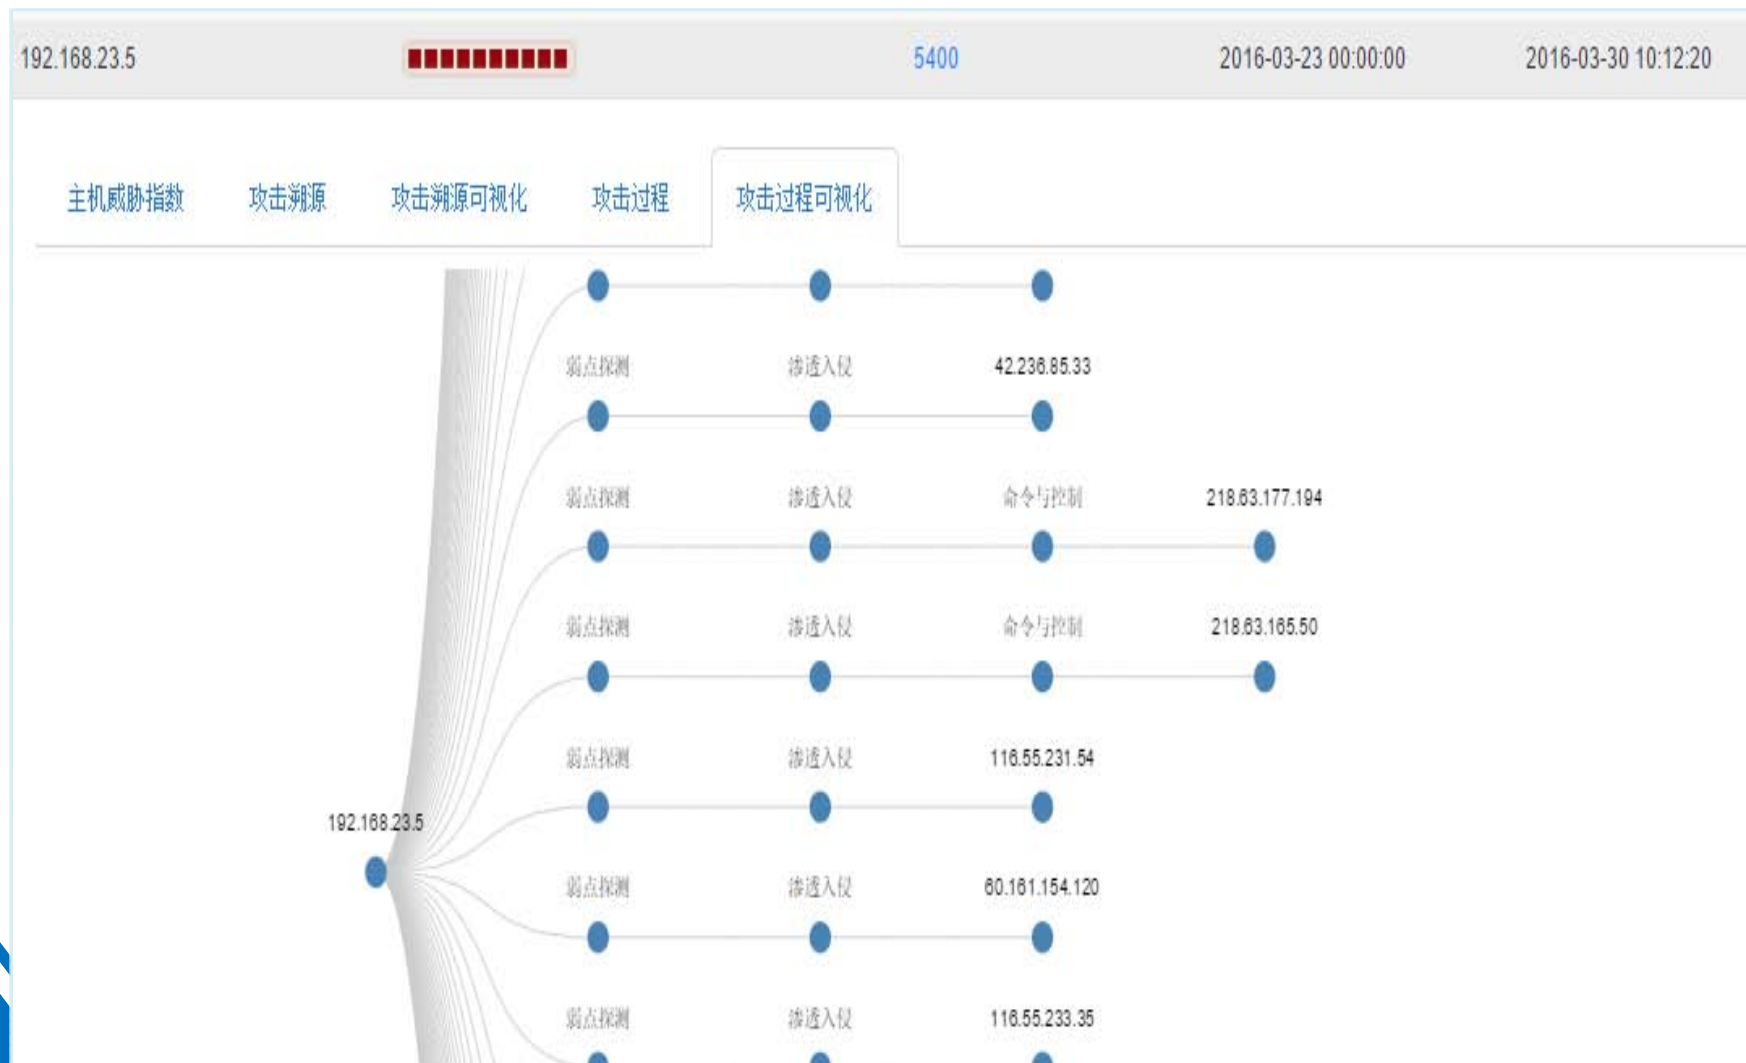 192.168.23.5 5400 2016-03-23 00:00:00 2016-03-30 10:12:20
主机威胁指数 攻击溯源 攻击溯源可视化 攻击过程 攻击过程可视化
弱点探测 渗透入侵 42.236.85.33
弱点探测 渗透入侵 命令与控制 218.63.177.194
弱点探测 渗透入侵 命令与控制 218.63.165.50
弱点探测 渗透入侵 116.55.231.54
192.168.23.5
弱点探测 渗透入侵 60.161.154.120
弱点探测 渗透入侵 116.55.233.35